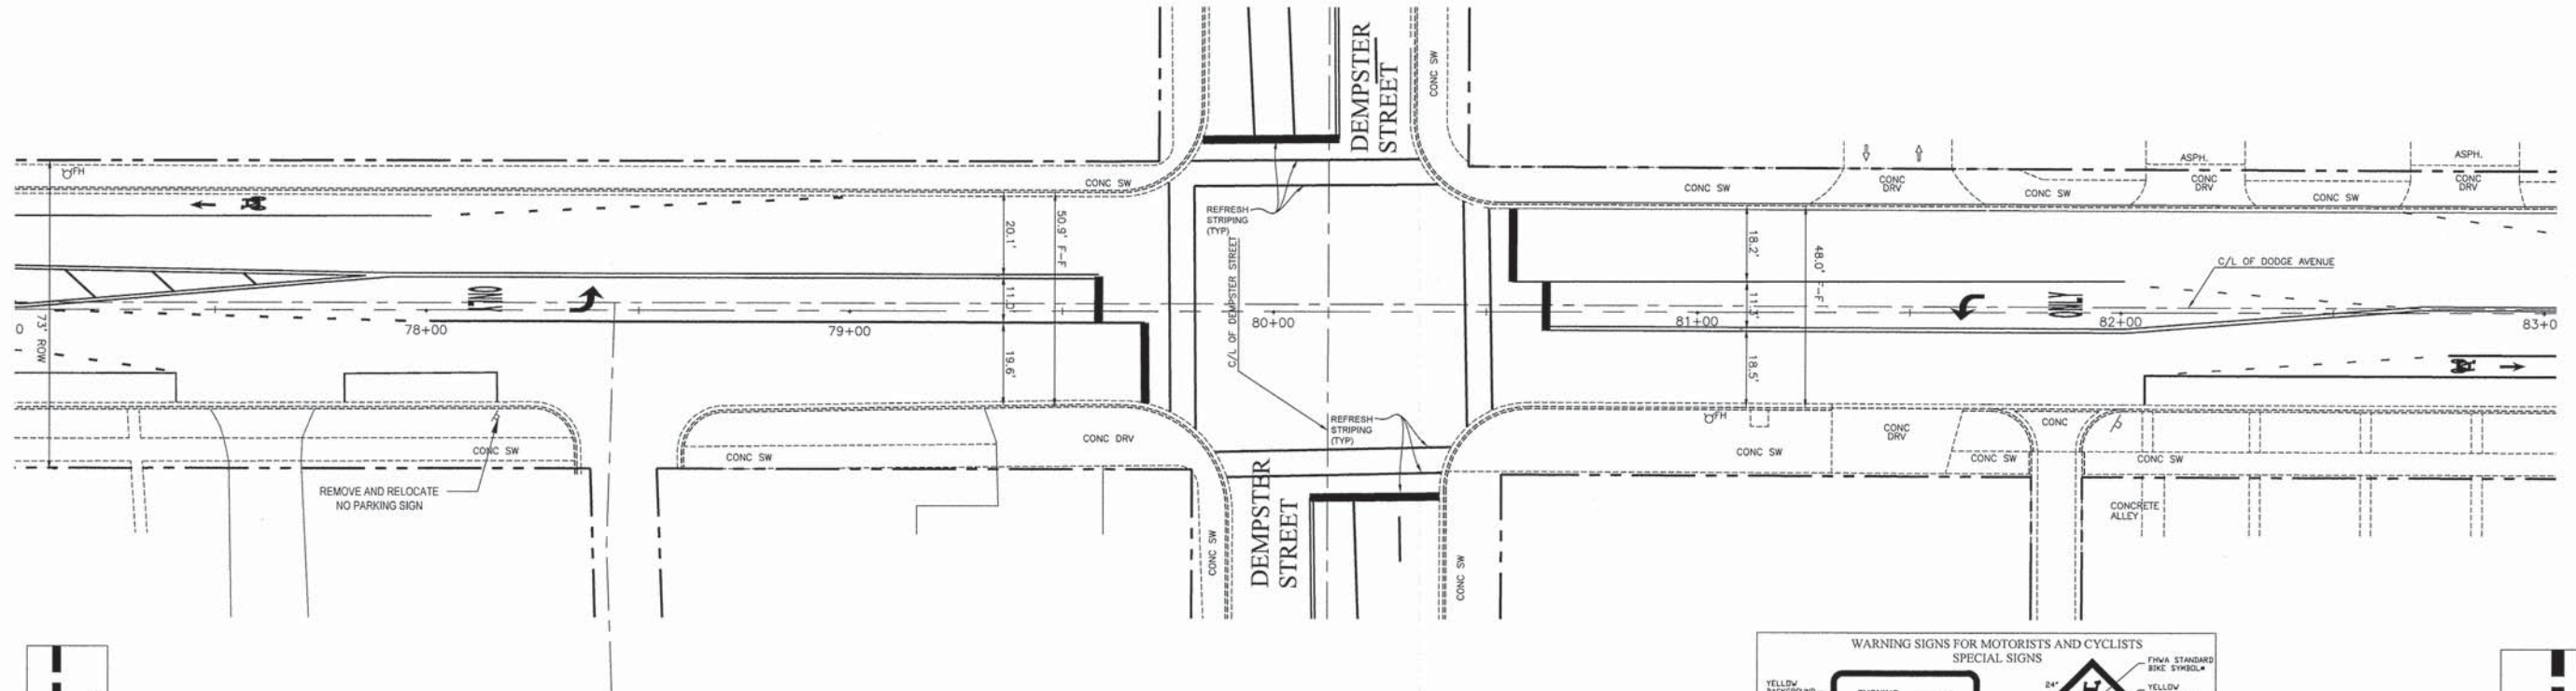 DEMPSTER
STREET
CONC SW
FH
CONC SW
50.9' F-F
20.1'
19.6'
REFRESH
STRIPING
(TYP)
C/L OF DEMPSTER STREET
CONC SW
CONC
DRV
CONC SW
ASPH.
CONC
DRV
CONC SW
ASPH.
CONC
DRV
18.2'
48.0' F-F
11.3'
18.5'
C/L OF DODGE AVENUE
ONLY
ONLY
0
78+00
79+00
80+00
81+00
82+00
83+0
73' ROW
CONC SW
REMOVE AND RELOCATE
NO PARKING SIGN
CONC SW
CONC DRV
REFRESH
STRIPING
(TYP)
DEMPSTER
STREET
CONC SW
CONC SW
FH
CONC SW
CONC
DRV
CONC SW
CONC
CONC SW
CONCRETE
ALLEY
WARNING SIGNS FOR MOTORISTS AND CYCLISTS
SPECIAL SIGNS
YELLOW
24"
FHWA STANDARD
BIKE SYMBOL*
YELLOW